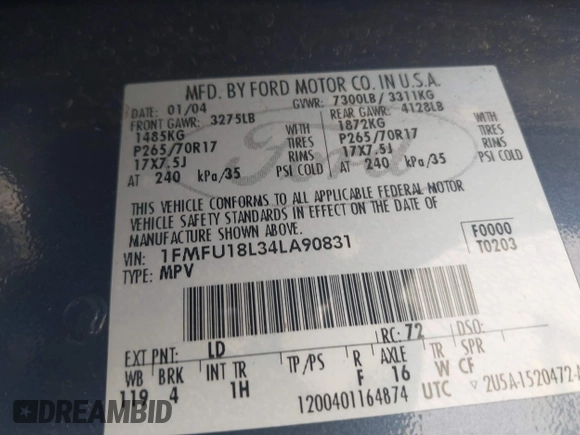 MFD. BY FORD MOTOR CO. IN U.S.A.
DATE: 01/04 GVWR: 7300LB/ 3311KG
FRONT GAWR: 3275LB REAR GAWR: 4128LB
1485KG WITH 1872KG WITH
P265/70R17 TIRES P265/70R17 TIRES
17X7.5J RIMS 17X7.5J RIMS
AT 240 kPa/35 PSI COLD AT 240 kPa/35 PSI COLD
Ford
THIS VEHICLE CONFORMS TO ALL APPLICABLE FEDERAL MOTOR
VEHICLE SAFETY STANDARDS IN EFFECT ON THE DATE OF
MANUFACTURE SHOWN ABOVE.
VIN: 1FMFU18L34LA90831 F0000
TYPE: MPV T0203
EXT PNT: LD RC: 72 DSO:
WB BRK INT TR TP/PS R AXLE TR SPR
119 4 1H F 16 W CF
1200401164874 UTC ▽ 2U5A-1520472-A
DREAMBID